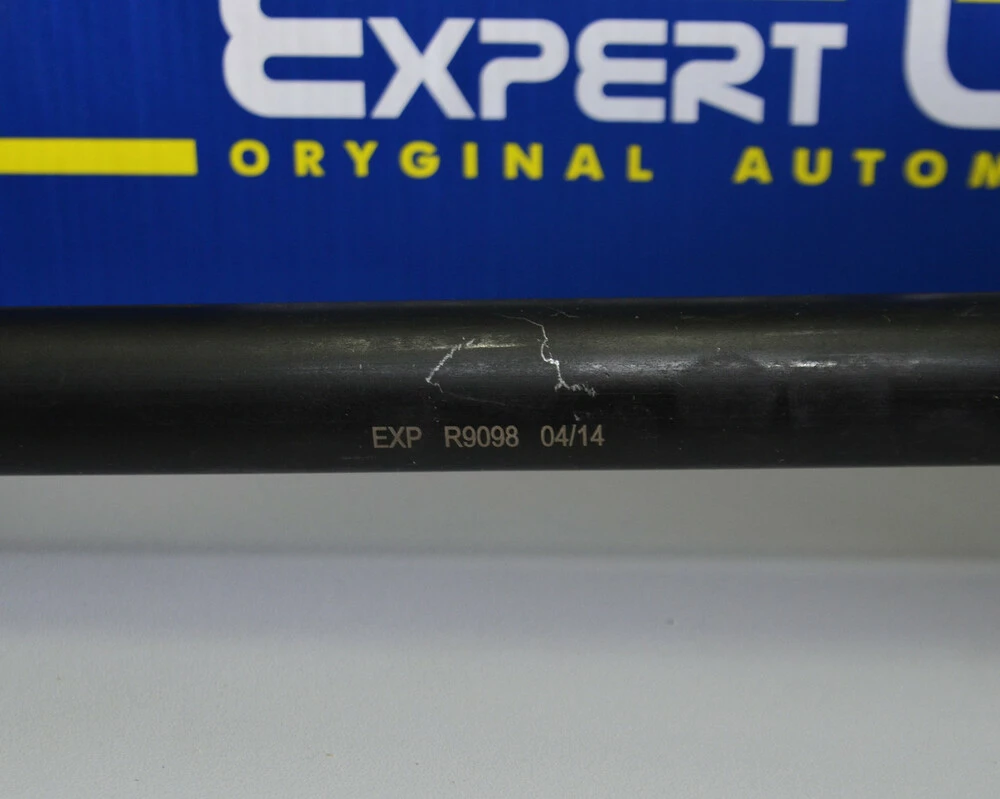 EXPERT
ORYGINAL AUTOM
EXP R9098 04/14